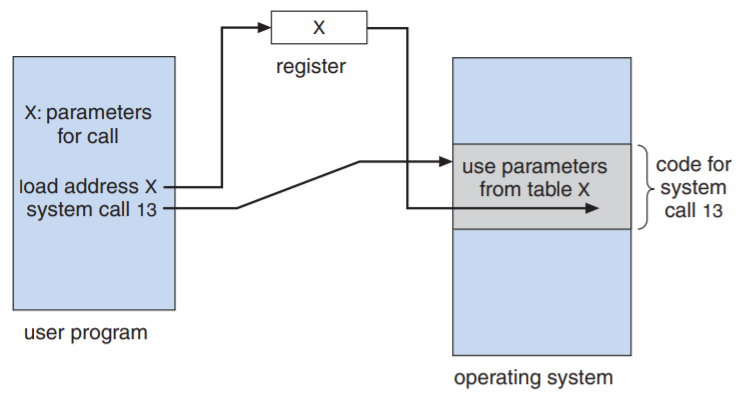 X
register
X: parameters
for call
load address X
system call 13
user program
use parameters
from table X
code for
system
call 13
operating system